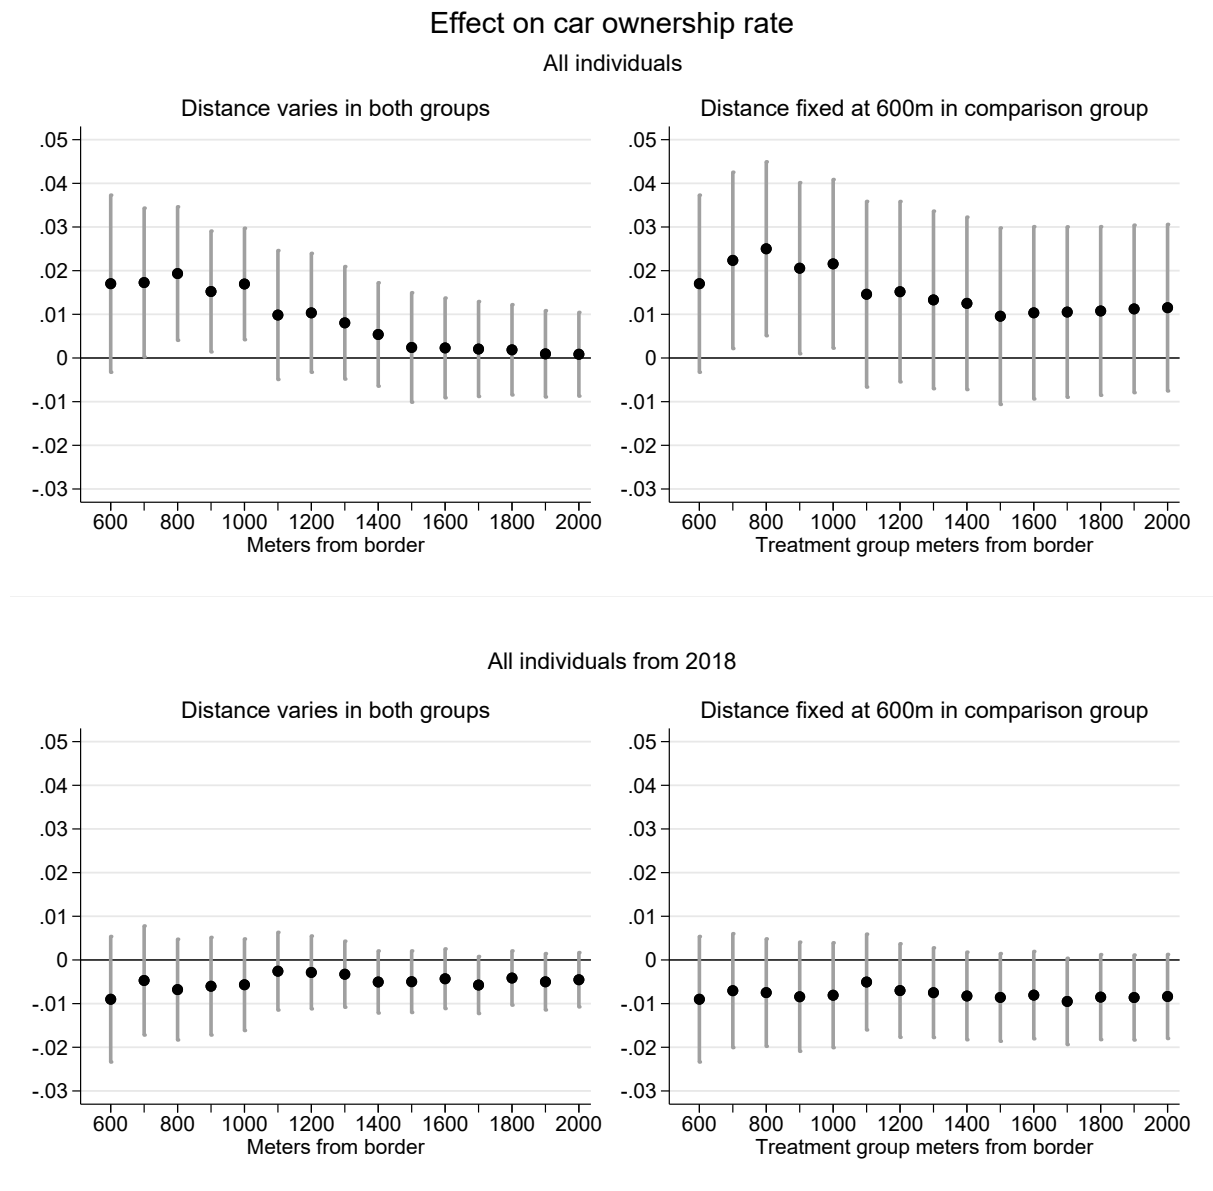 Effect on car ownership rate
All individuals
Distance varies in both groups
.05
.04
.03
.02
.01
0
-.01
-.02
-.03
600 800 1000 1200 1400 1600 1800 2000
Meters from border
Distance fixed at 600m in comparison group
.05
.04
.03
.02
.01
0
-.01
-.02
-.03
600 800 1000 1200 1400 1600 1800 2000
Treatment group meters from border
All individuals from 2018
Distance varies in both groups
.05
.04
.03
.02
.01
0
-.01
-.02
-.03
600 800 1000 1200 1400 1600 1800 2000
Meters from border
Distance fixed at 600m in comparison group
.05
.04
.03
.02
.01
0
-.01
-.02
-.03
600 800 1000 1200 1400 1600 1800 2000
Treatment group meters from border